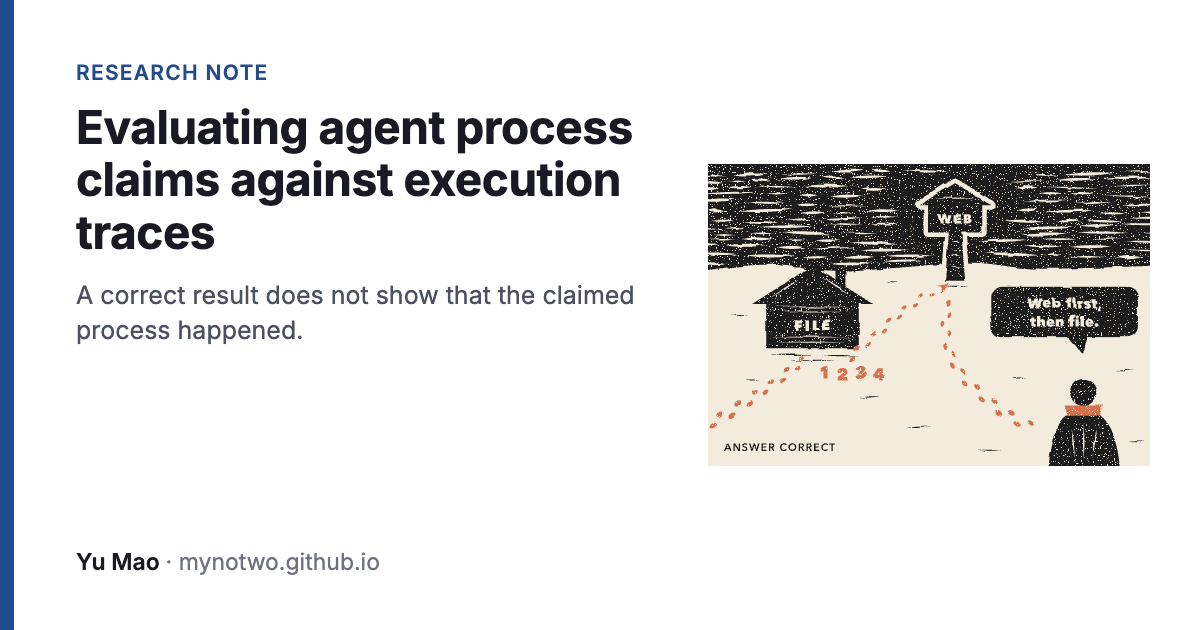 RESEARCH NOTE
Evaluating agent process
claims against execution
traces
A correct result does not show that the claimed
process happened.
WEB
FILE
Web first,
then file.
1 2 3 4
ANSWER CORRECT
Yu Mao · mynotwo.github.io